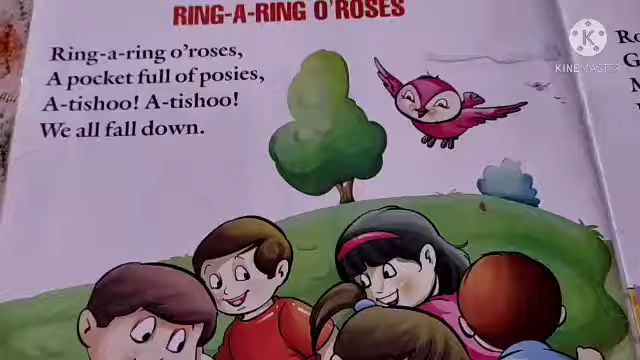 RING-A-RING O'ROSES
Ring-a-ring o'roses,
A pocket full of posies,
A-tishoo! A-tishoo!
We all fall down.
K
KINEMASTER